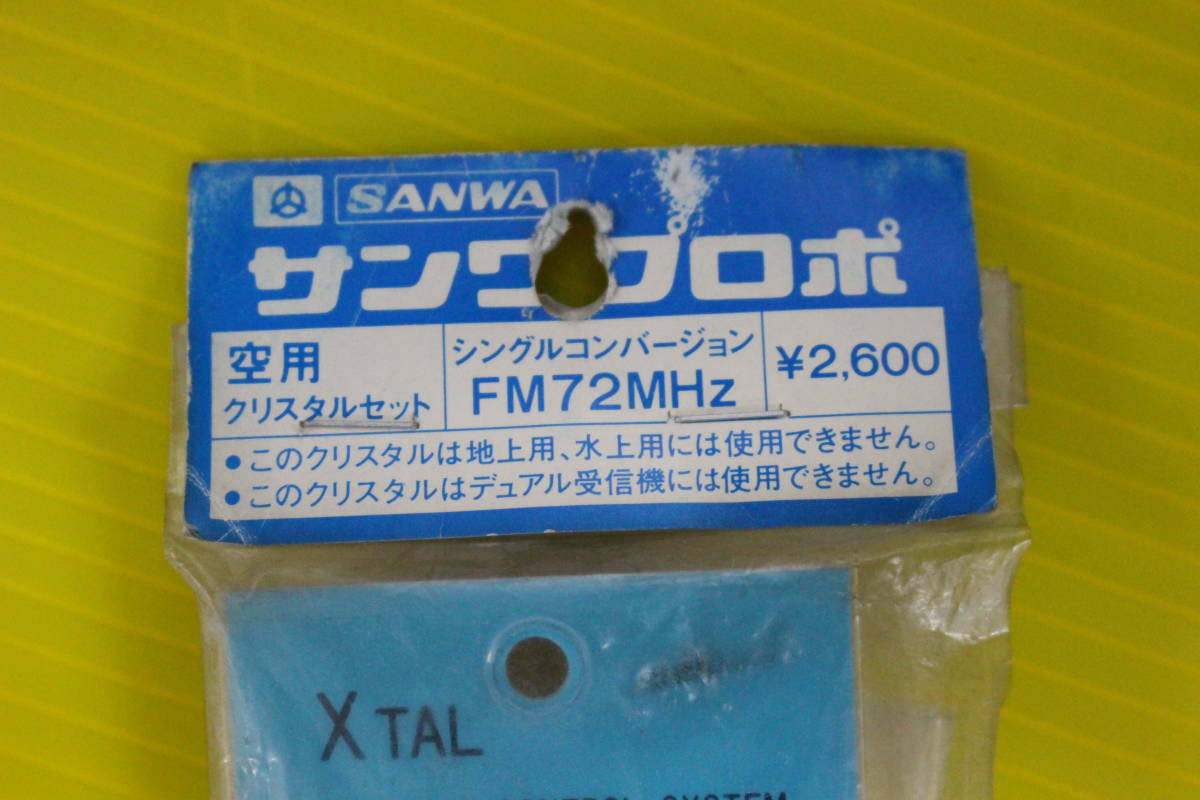 SANWA
サンワプロポ
空用
クリスタルセット
シングルコンバージョン
FM72MHz
¥2,600
●このクリスタルは地上用、水上用には使用できません。
●このクリスタルはデュアル受信機には使用できません。
X TAL
CONTROL SYSTEM